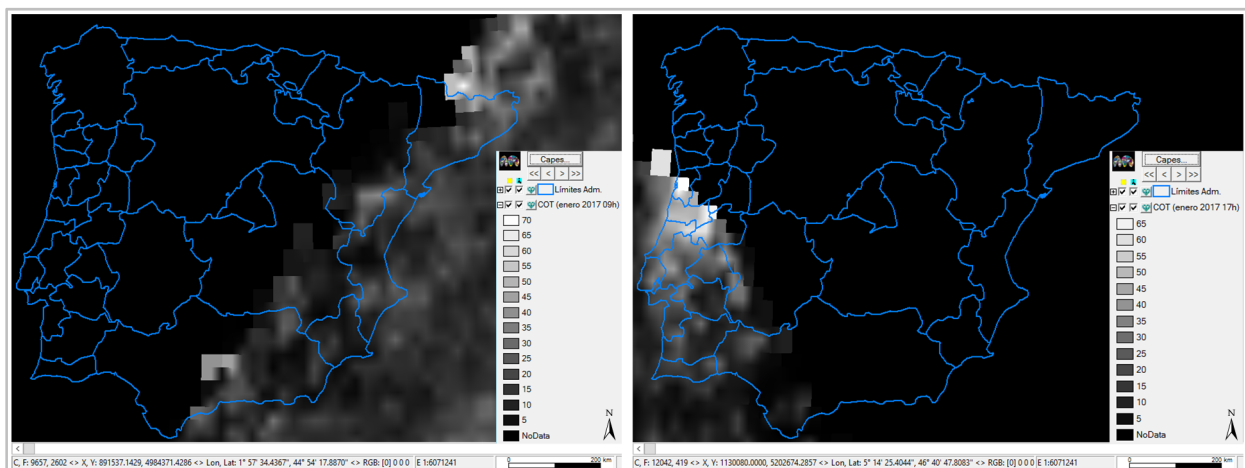 Capes...
<< < > >>
Límites Adm.
COT (enero 2017 09h)
70
65
60
55
50
45
40
35
30
25
20
15
10
5
NoData
N
C, F: 9657, 2602 <> X, Y: 891537.1429, 4984371.4286 <> Lon, Lat: 1° 57' 34.4367", 44° 54' 17.8870" <> RGB: [0] 0 0 0
E 1:6071241
0
200 km
Capes...
<< < > >>
Límites Adm.
COT (enero 2017 17h)
65
60
55
50
45
40
35
30
25
20
15
10
5
NoData
N
C, F: 12042, 419 <> X, Y: 1130080.0000, 5202674.2857 <> Lon, Lat: 5° 14' 25.4044", 46° 40' 47.8083" <> RGB: [0] 0 0 0
E 1:6071241
0
200 km